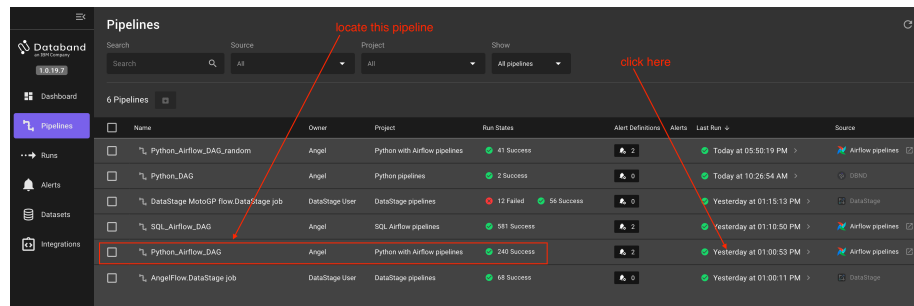 Pipelines
locate this pipeline
Databand
an IBM Company
1.0.19.7
Search
Source
Project
Show
Search
All
All
All pipelines
click here
Dashboard
6 Pipelines
Pipelines
Name Owner Project Run States Alert Definitions Alerts Last Run ↓ Source
Python_Airflow_DAG_random Angel Python with Airflow pipelines 41 Success 2 Today at 05:50:19 PM > Airflow pipelines
Runs
Python_DAG Angel Python pipelines 2 Success 0 Today at 10:26:54 AM > DBND
Alerts
DataStage MotoGP flow.DataStage job DataStage User DataStage pipelines 12 Failed 56 Success 0 Yesterday at 01:15:13 PM > DataStage
Datasets
SQL_Airflow_DAG Angel SQL Airflow pipelines 581 Success 2 Yesterday at 01:10:50 PM > Airflow pipelines
Integrations
Python_Airflow_DAG Angel Python with Airflow pipelines 240 Success 2 Yesterday at 01:00:53 PM > Airflow pipelines
AngelFlow.DataStage job DataStage User DataStage pipelines 68 Success 0 Yesterday at 01:00:11 PM > DataStage